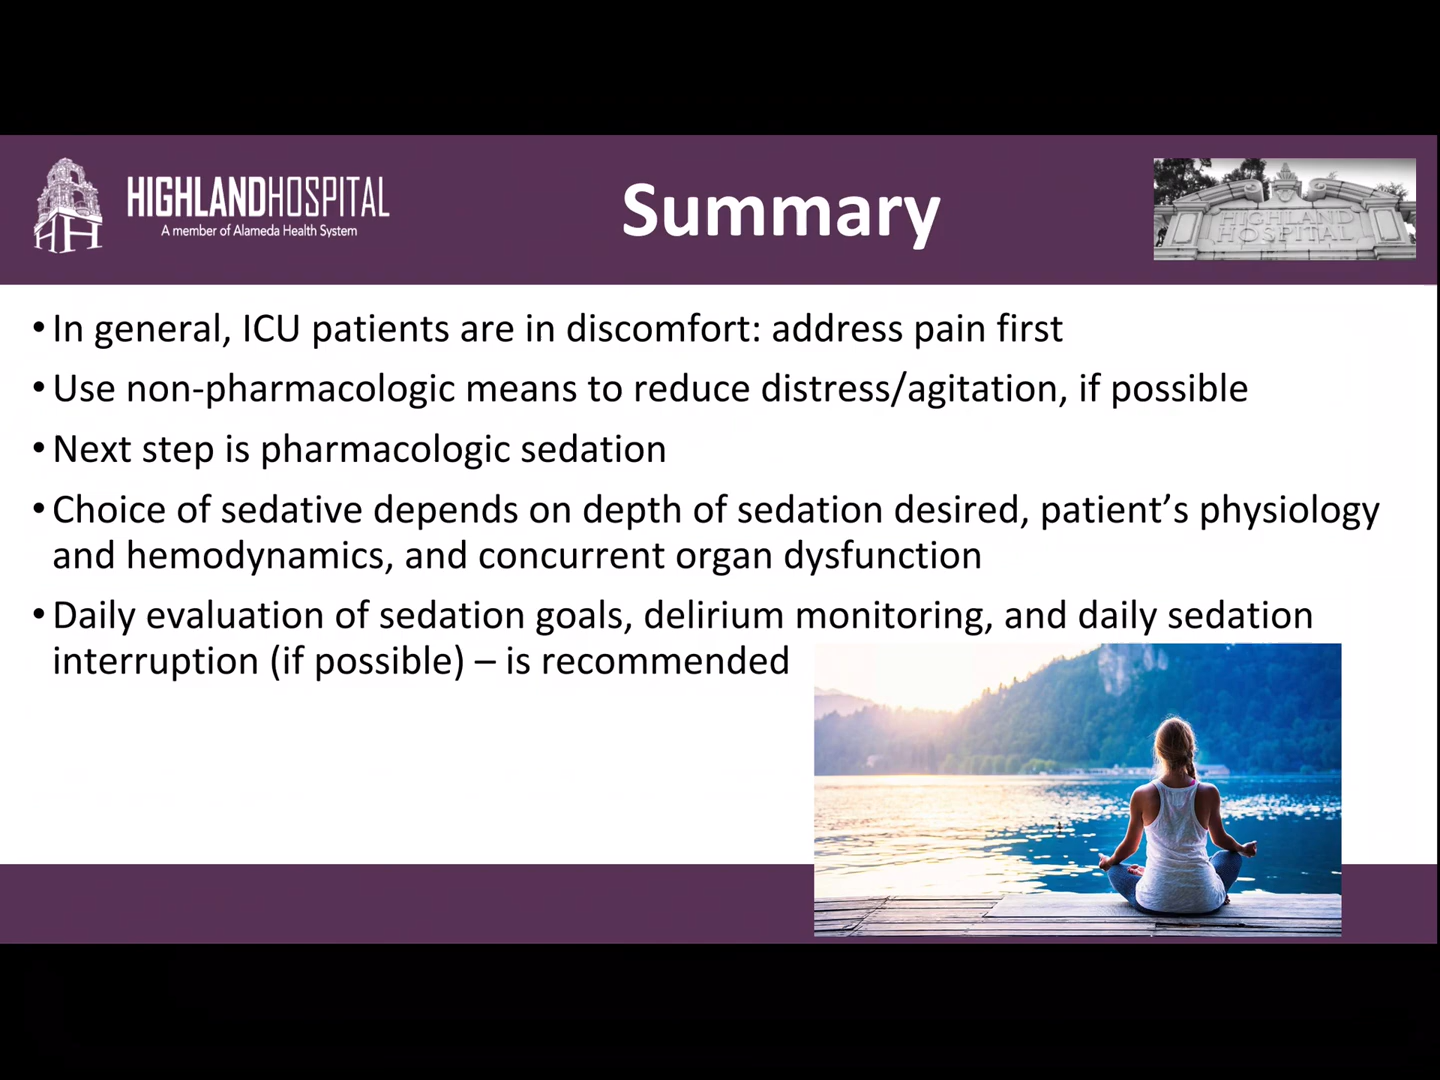 HIGHLANDHOSPITAL
A member of Alameda Health System
Summary
HIGHLAND
HOSPITAL
• In general, ICU patients are in discomfort: address pain first
• Use non-pharmacologic means to reduce distress/agitation, if possible
• Next step is pharmacologic sedation
• Choice of sedative depends on depth of sedation desired, patient’s physiology
and hemodynamics, and concurrent organ dysfunction
• Daily evaluation of sedation goals, delirium monitoring, and daily sedation
interruption (if possible) – is recommended